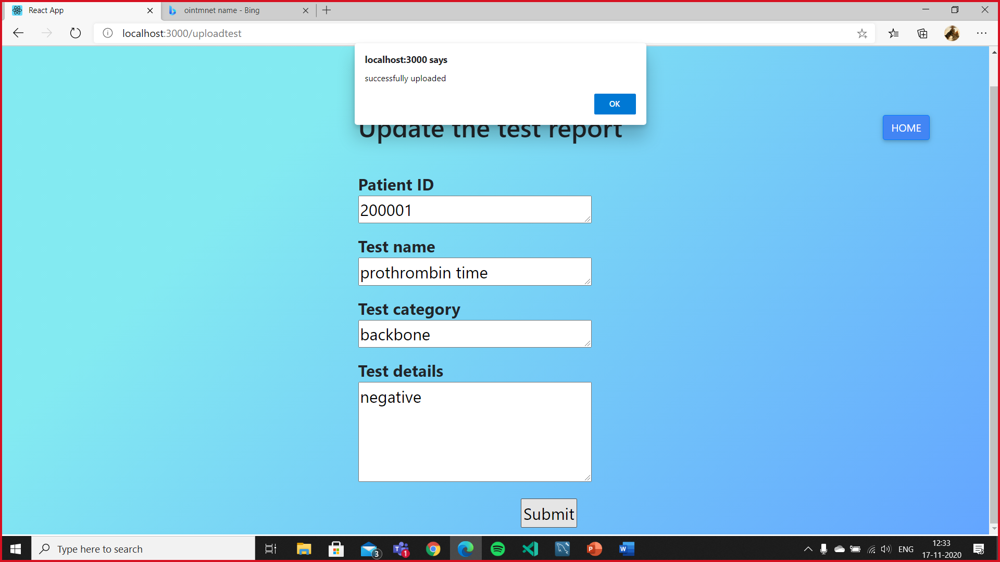 React App
ointmnet name - Bing
localhost:3000/uploadtest
localhost:3000 says
successfully uploaded
OK
Update the test report
HOME
Patient ID
200001
Test name
prothrombin time
Test category
backbone
Test details
negative
Submit
Type here to search
3
T
1
P
W
ENG
12:33
17-11-2020